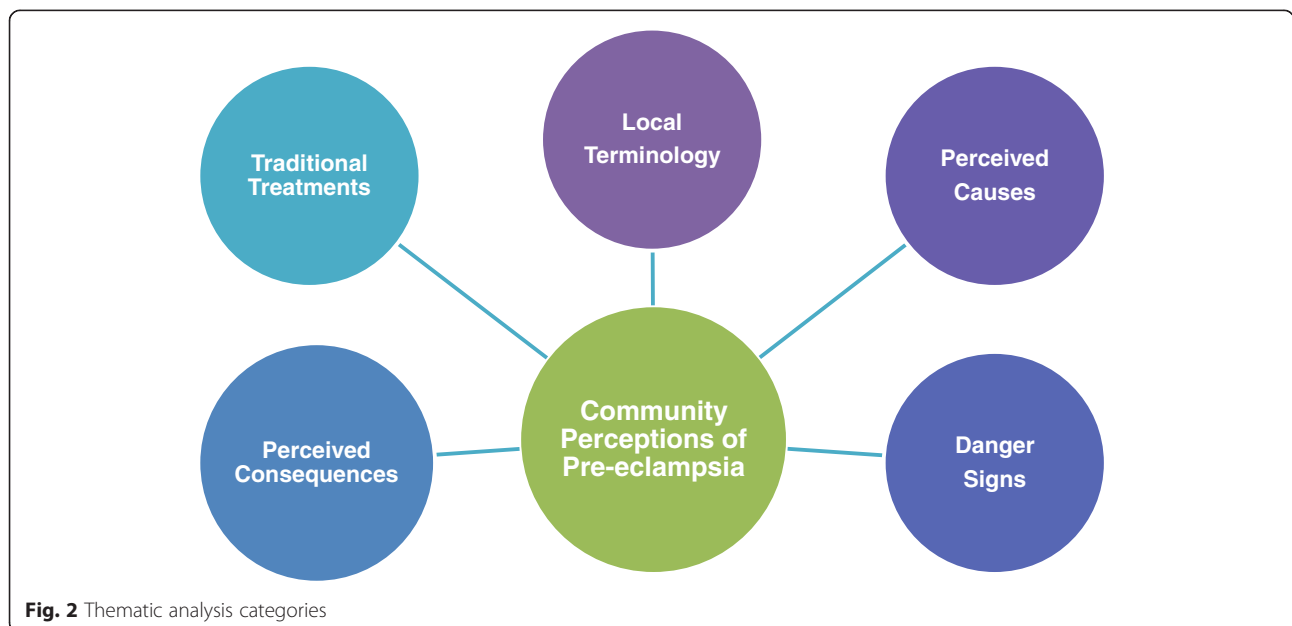 Local
Terminology
Traditional
Treatments
Perceived
Causes
Community
Perceptions of
Pre-eclampsia
Perceived
Consequences
Danger
Signs
Fig. 2 Thematic analysis categories